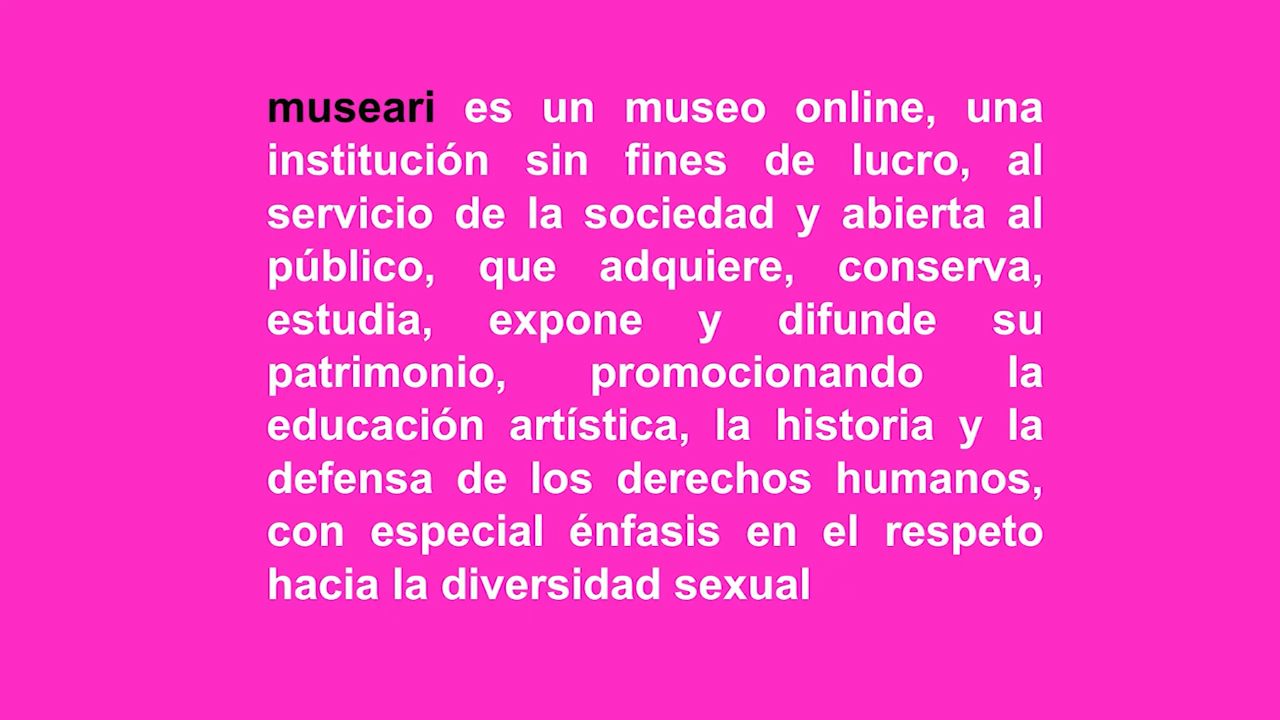 museari es un museo online, una
institución sin fines de lucro, al
servicio de la sociedad y abierta al
público, que adquiere, conserva,
estudia, expone y difunde su
patrimonio, promocionando la
educación artística, la historia y la
defensa de los derechos humanos,
con especial énfasis en el respeto
hacia la diversidad sexual